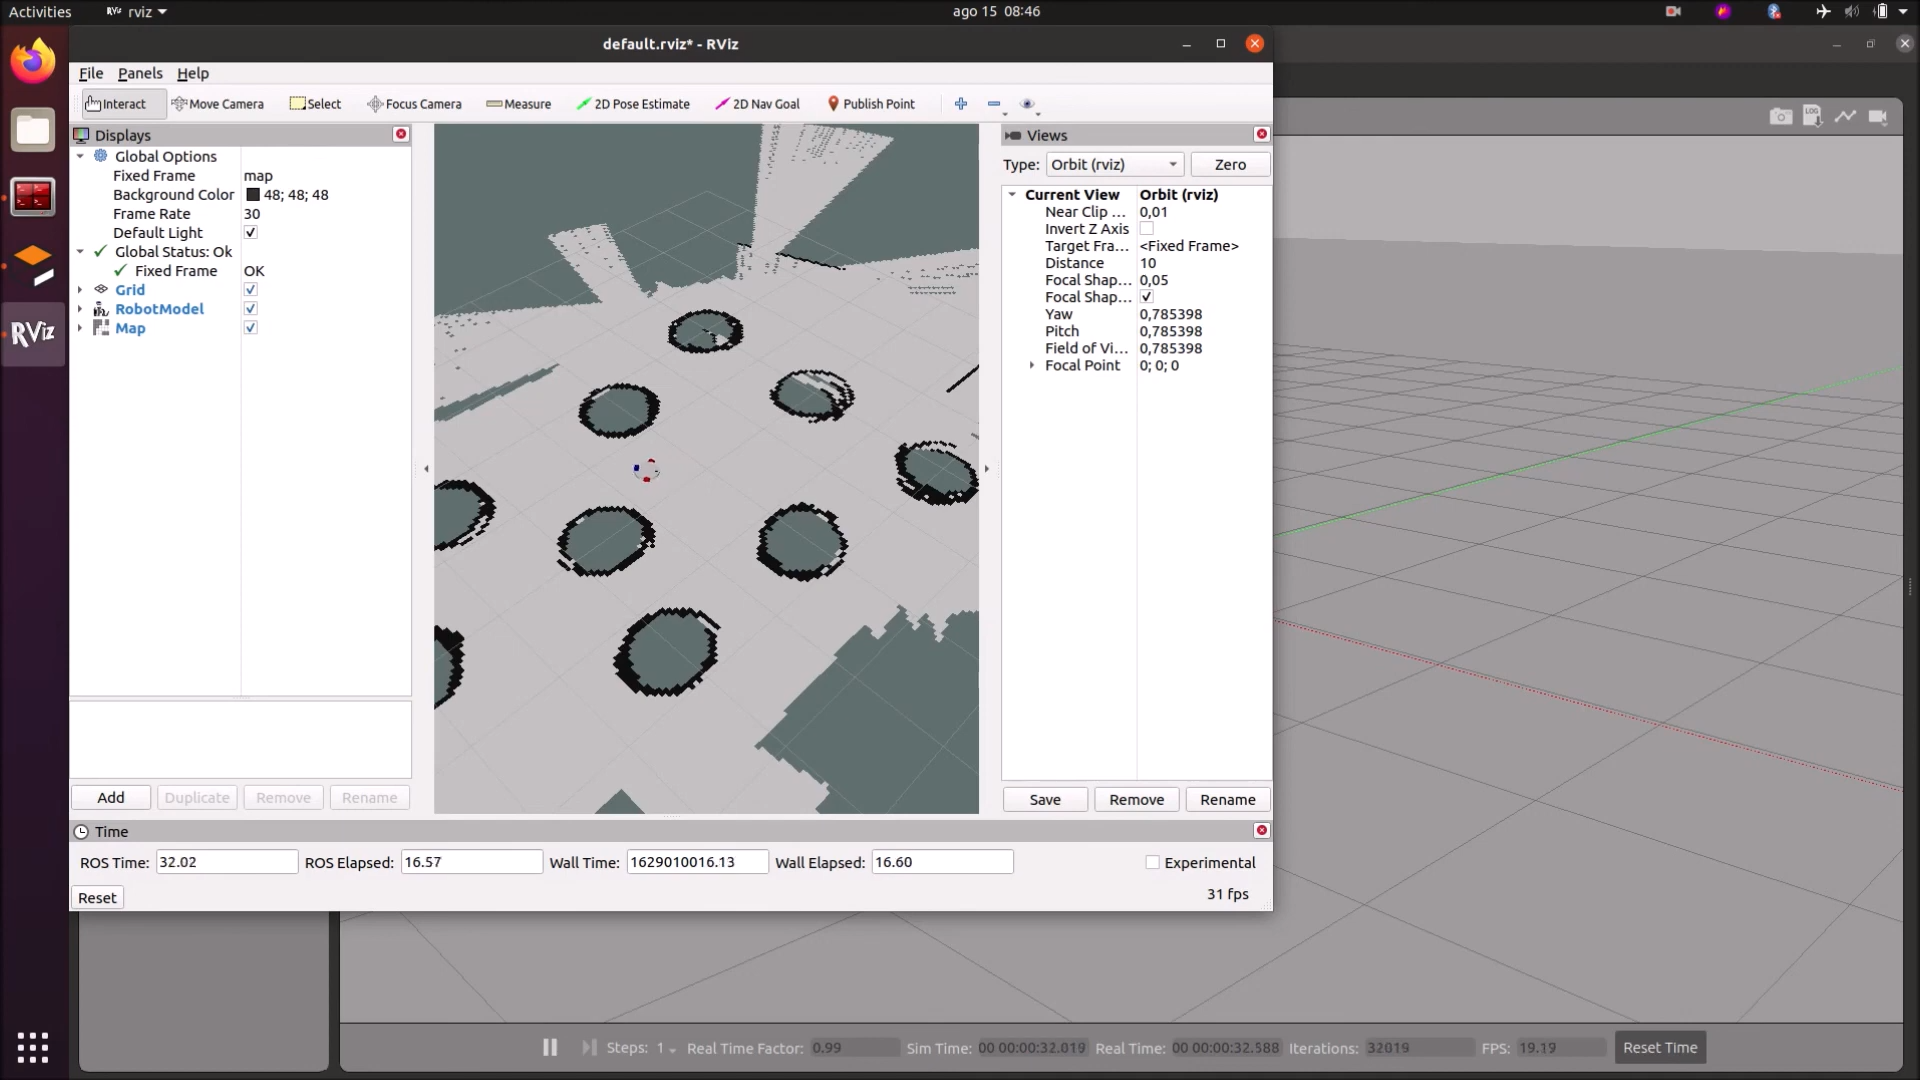 Activities
rviz
ago 15 08:46
default.rviz* - RViz
File Panels Help
Interact Move Camera Select Focus Camera Measure 2D Pose Estimate 2D Nav Goal Publish Point
LOG
Displays
Global Options
Fixed Frame map
Background Color 48; 48; 48
Frame Rate 30
Default Light
Global Status: Ok
Fixed Frame OK
Grid
RobotModel
Map
RViz
Add Duplicate Remove Rename
Views
Type: Orbit (rviz) Zero
Current View Orbit (rviz)
Near Clip ... 0,01
Invert Z Axis
Target Fra... <Fixed Frame>
Distance 10
Focal Shap... 0,05
Focal Shap...
Yaw 0,785398
Pitch 0,785398
Field of Vi... 0,785398
Focal Point 0; 0; 0
Save Remove Rename
Time
ROS Time: 32.02 ROS Elapsed: 16.57 Wall Time: 1629010016.13 Wall Elapsed: 16.60 Experimental
Reset 31 fps
Steps: 1 Real Time Factor: 0.99 Sim Time: 00 00:00:32.019 Real Time: 00 00:00:32.588 Iterations: 32019 FPS: 19.19 Reset Time